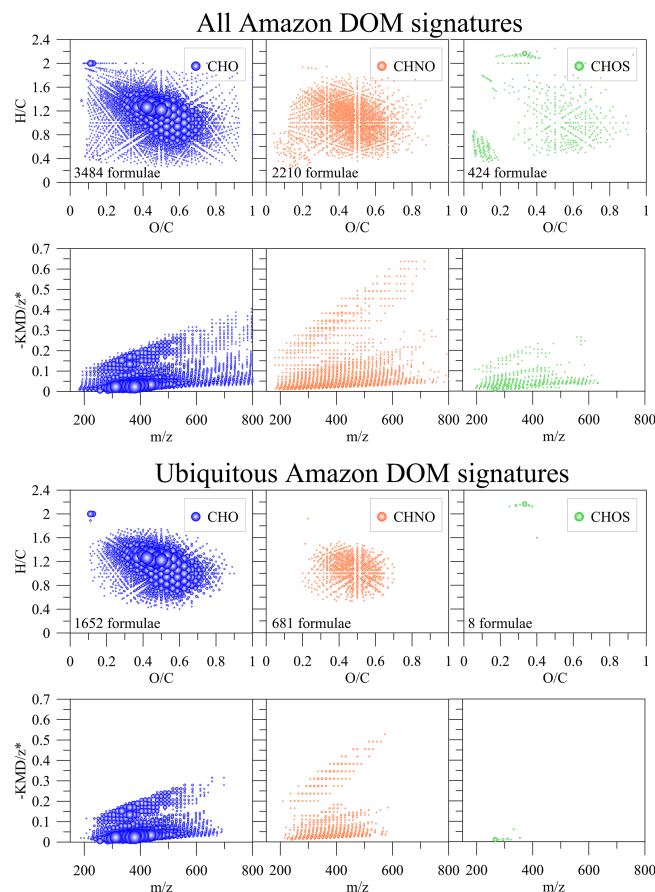 All Amazon DOM signatures
2.4
2
1.6
1.2
0.8
0.4
0
H/C
CHO
CHNO
CHOS
3484 formulae
2210 formulae
424 formulae
0 0.2 0.4 0.6 0.8 1 0 0.2 0.4 0.6 0.8 1 0 0.2 0.4 0.6 0.8 1
O/C O/C O/C
0.7
0.6
0.5
0.4
0.3
0.2
0.1
0
-KMD/z*
200 400 600 800 200 400 600 800 200 400 600 800
m/z m/z m/z
Ubiquitous Amazon DOM signatures
2.4
2
1.6
1.2
0.8
0.4
0
H/C
CHO
CHNO
CHOS
1652 formulae
681 formulae
8 formulae
0 0.2 0.4 0.6 0.8 1 0 0.2 0.4 0.6 0.8 1 0 0.2 0.4 0.6 0.8 1
O/C O/C O/C
0.7
0.6
0.5
0.4
0.3
0.2
0.1
0
-KMD/z*
200 400 600 800 200 400 600 800 200 400 600 800
m/z m/z m/z